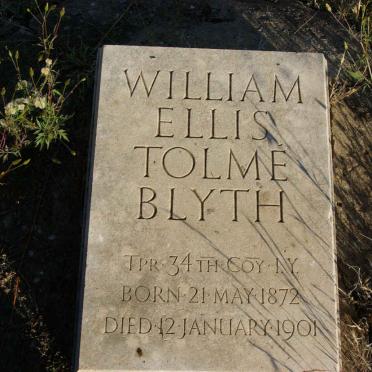 WILLIAM
ELLIS
TOLMÉ
BLYTH
TPR · 34TH COY · I.Y.
BORN · 21 MAY · 1872
DIED · 12 · JANUARY · 1901